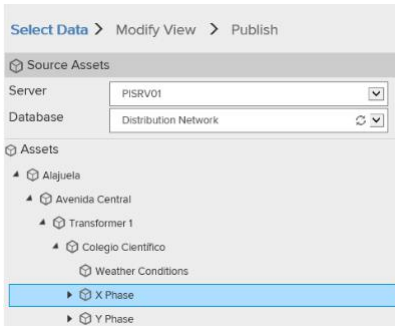 Select Data > Modify View > Publish
Source Assets
Server PISRV01
Database Distribution Network
Assets
Alajuela
Avenida Central
Transformer 1
Colegio Científico
Weather Conditions
X Phase
Y Phase